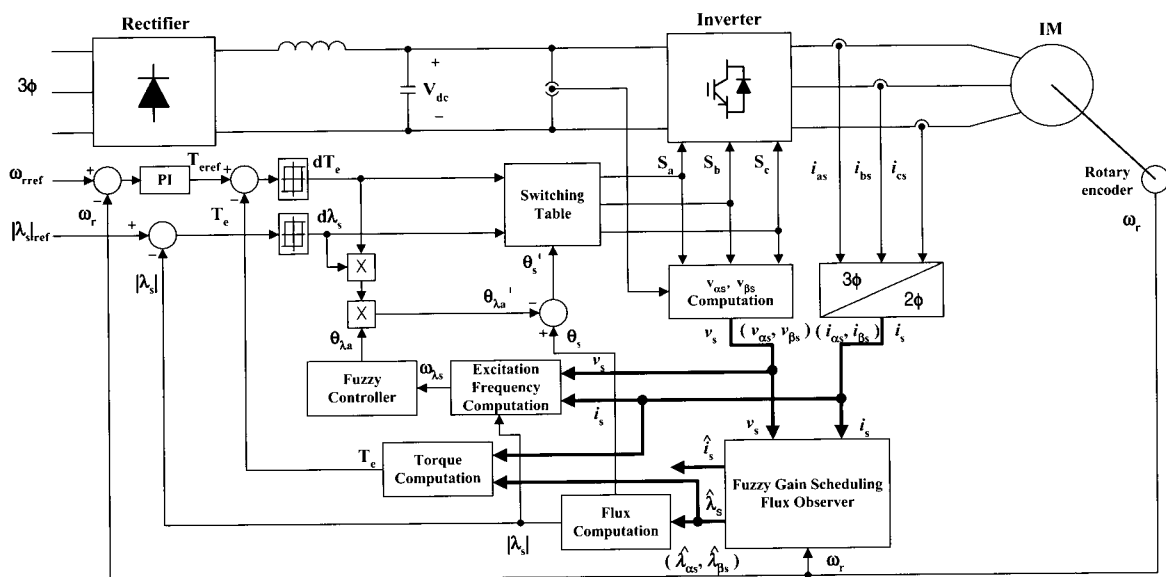 Rectifier
Inverter
IM
3ϕ
+
V_dc
−
ω_rref
+
−
PI
T_eref
+
−
dT_e
ω_r
T_e
|λ_s|_ref
+
−
dλ_s
|λ_s|
Switching
Table
S_a
S_b
S_c
i_as
i_bs
i_cs
Rotary
encoder
ω_r
X
X
θ_s'
θ_λa'
−
+
θ_s
θ_λa
v_αs, v_βs
Computation
3ϕ
2ϕ
v_s
(v_αs, v_βs)
(i_αs, i_βs)
i_s
Fuzzy
Controller
ω_λs
Excitation
Frequency
Computation
v_s
i_s
v_s
i_s
T_e
Torque
Computation
î_s
λ̂_s
Fuzzy Gain Scheduling
Flux Observer
Flux
Computation
|λ_s|
(λ̂_αs, λ̂_βs)
ω_r